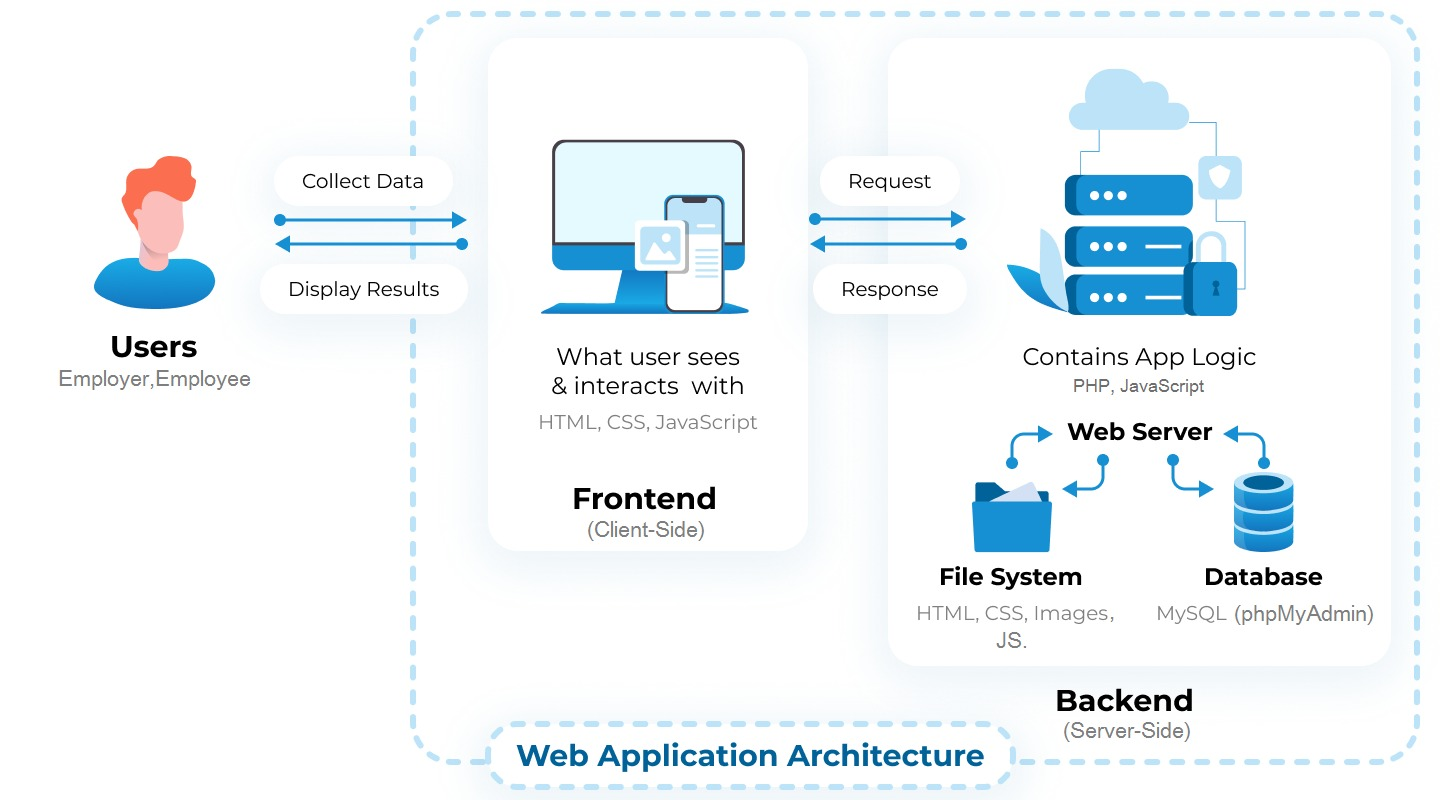 Collect Data
Display Results
Users
Employer,Employee
What user sees
& interacts with
HTML, CSS, JavaScript
Frontend
(Client-Side)
Request
Response
Contains App Logic
PHP, JavaScript
Web Server
File System
HTML, CSS, Images,
JS.
Database
MySQL (phpMyAdmin)
Backend
(Server-Side)
Web Application Architecture